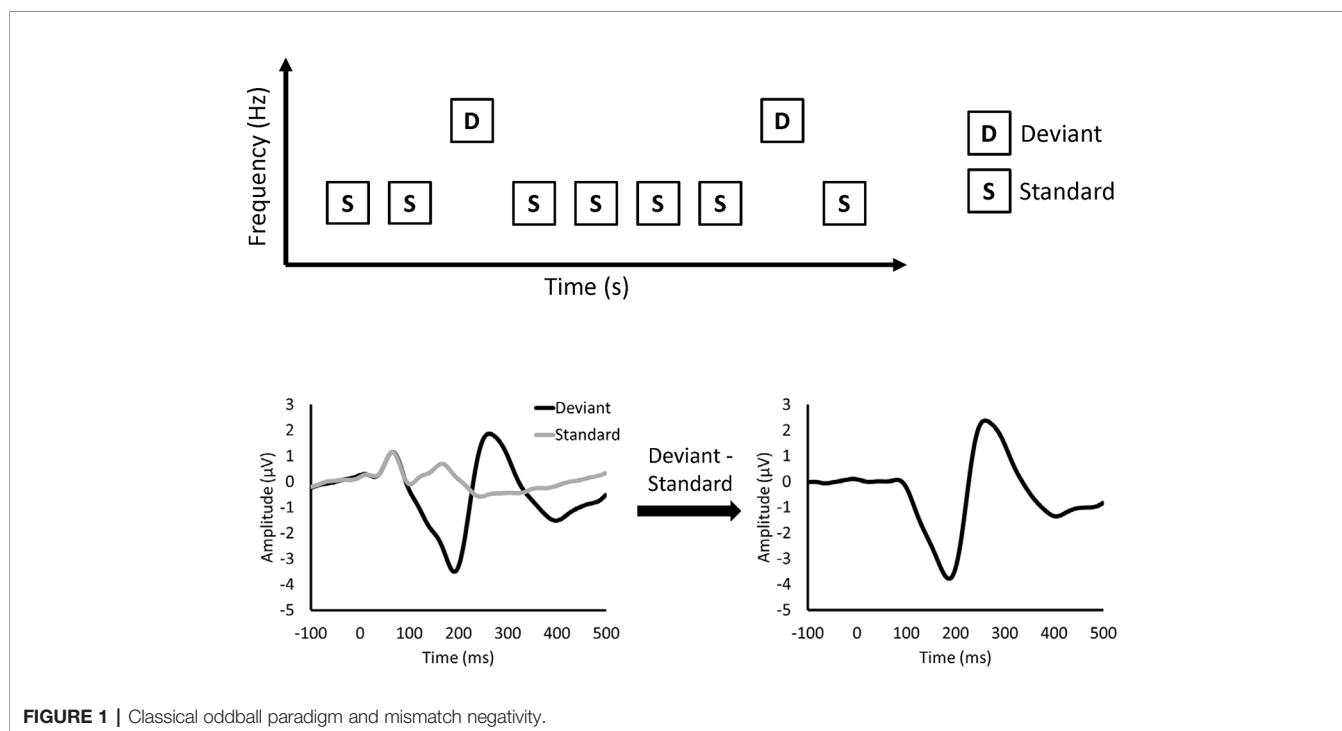 Frequency (Hz)
D
D
S
S
S
S
S
S
S
Time (s)
D Deviant
S Standard
Amplitude (µV)
3
2
1
0
-1
-2
-3
-4
-5
-100 0 100 200 300 400 500
Time (ms)
Deviant
Standard
Deviant -
Standard
Amplitude (µV)
3
2
1
0
-1
-2
-3
-4
-5
-100 0 100 200 300 400 500
Time (ms)
FIGURE 1 | Classical oddball paradigm and mismatch negativity.